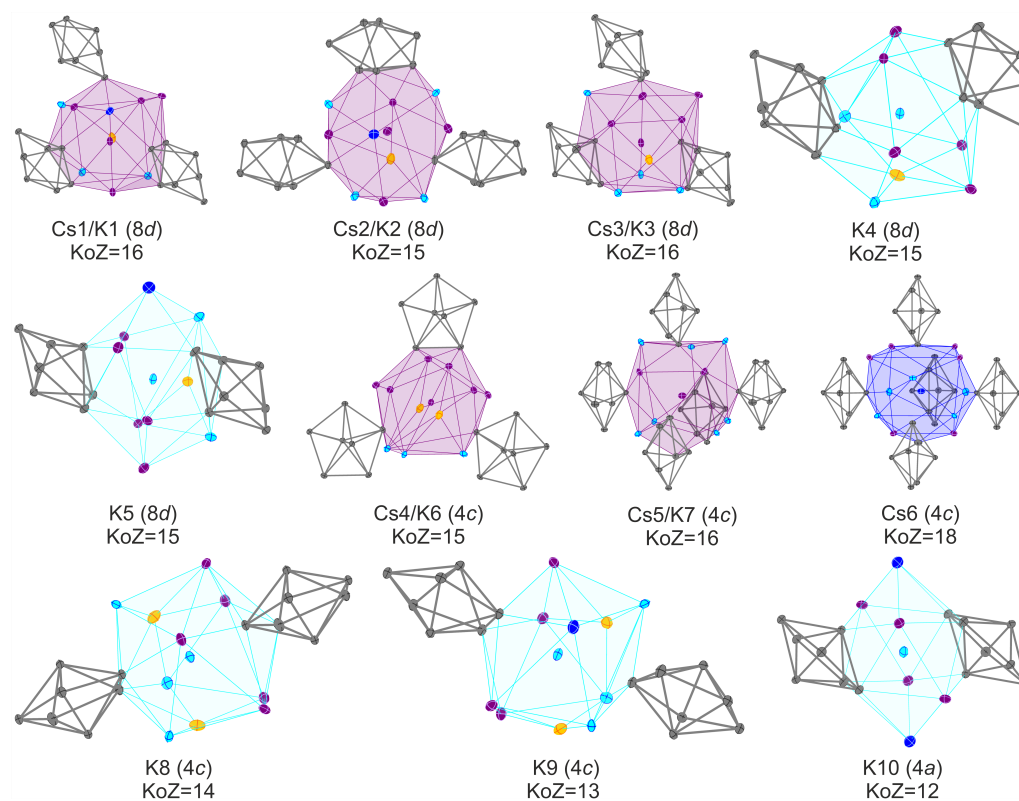 Cs1/K1 (8d)
KoZ=16
Cs2/K2 (8d)
KoZ=15
Cs3/K3 (8d)
KoZ=16
K4 (8d)
KoZ=15
K5 (8d)
KoZ=15
Cs4/K6 (4c)
KoZ=15
Cs5/K7 (4c)
KoZ=16
Cs6 (4c)
KoZ=18
K8 (4c)
KoZ=14
K9 (4c)
KoZ=13
K10 (4a)
KoZ=12